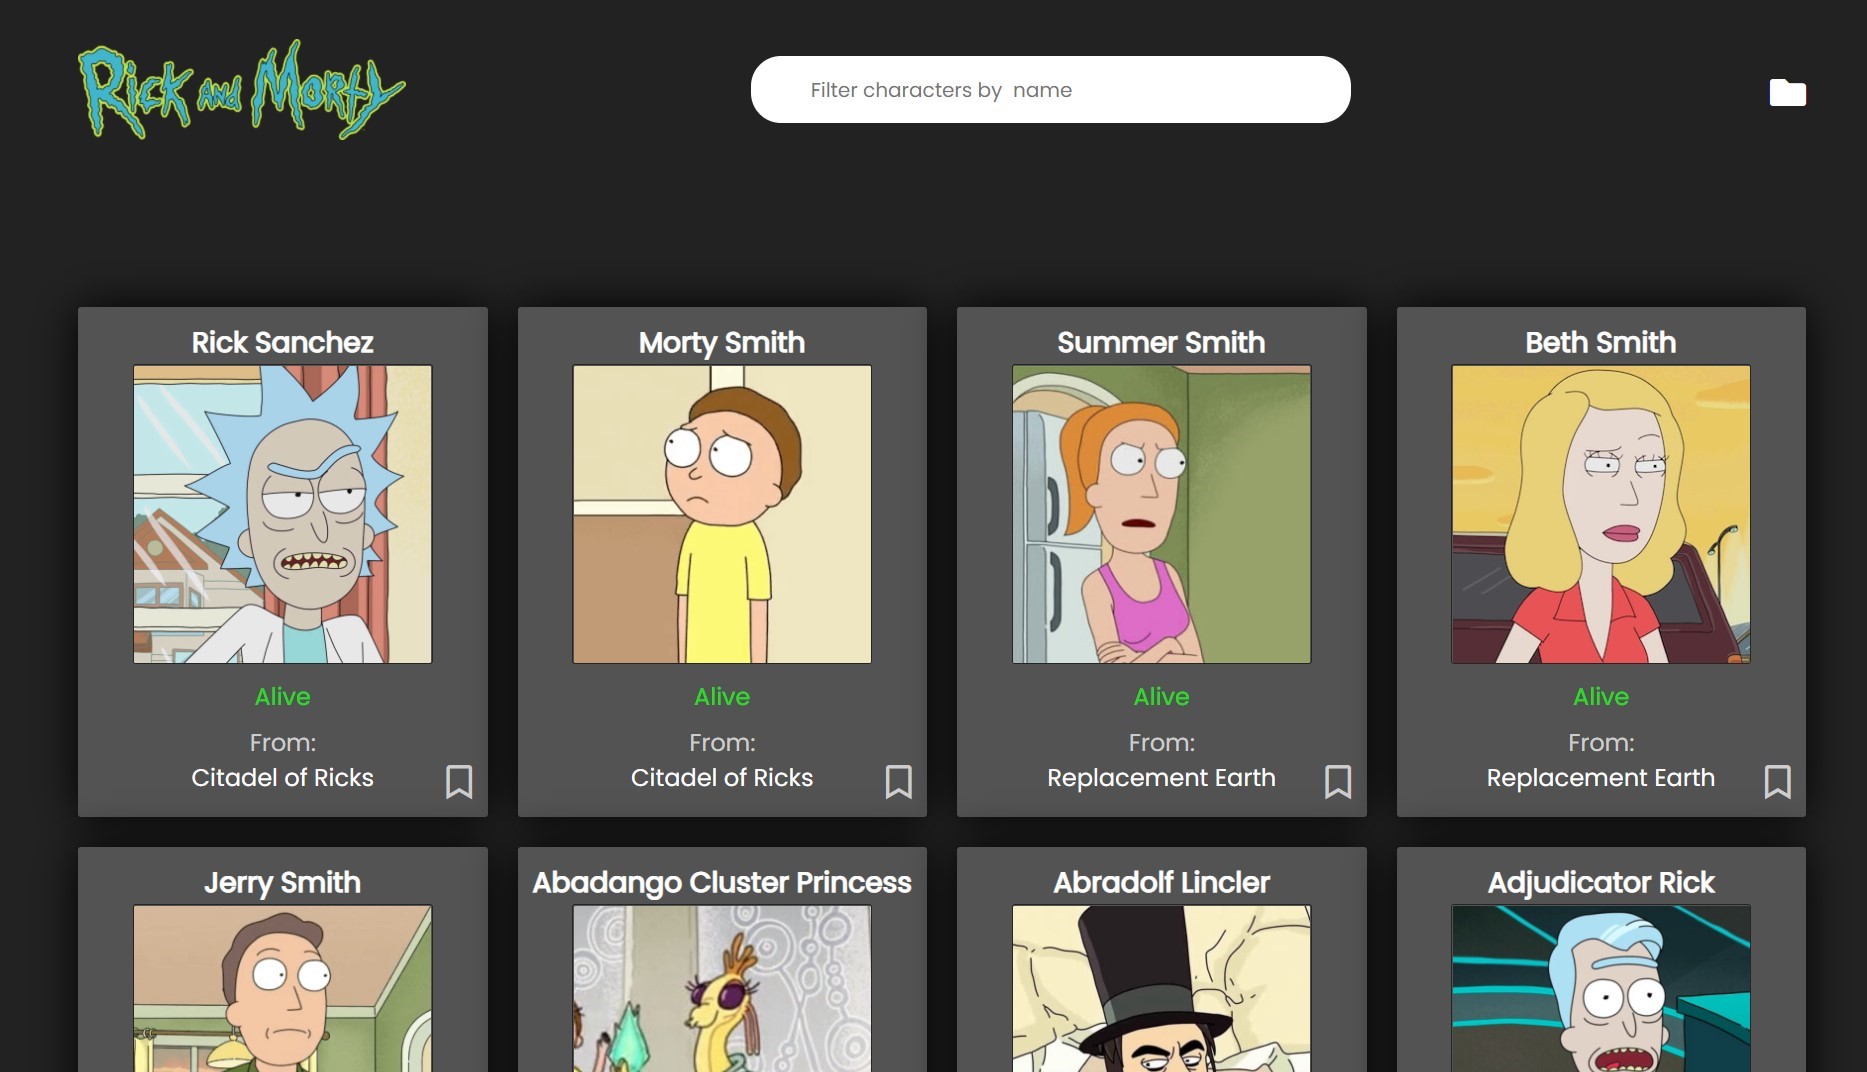 Rick and Morty
Filter characters by  name
Rick Sanchez
Alive
From:
Citadel of Ricks
Morty Smith
Alive
From:
Citadel of Ricks
Summer Smith
Alive
From:
Replacement Earth
Beth Smith
Alive
From:
Replacement Earth
Jerry Smith
Abadango Cluster Princess
Abradolf Lincler
Adjudicator Rick